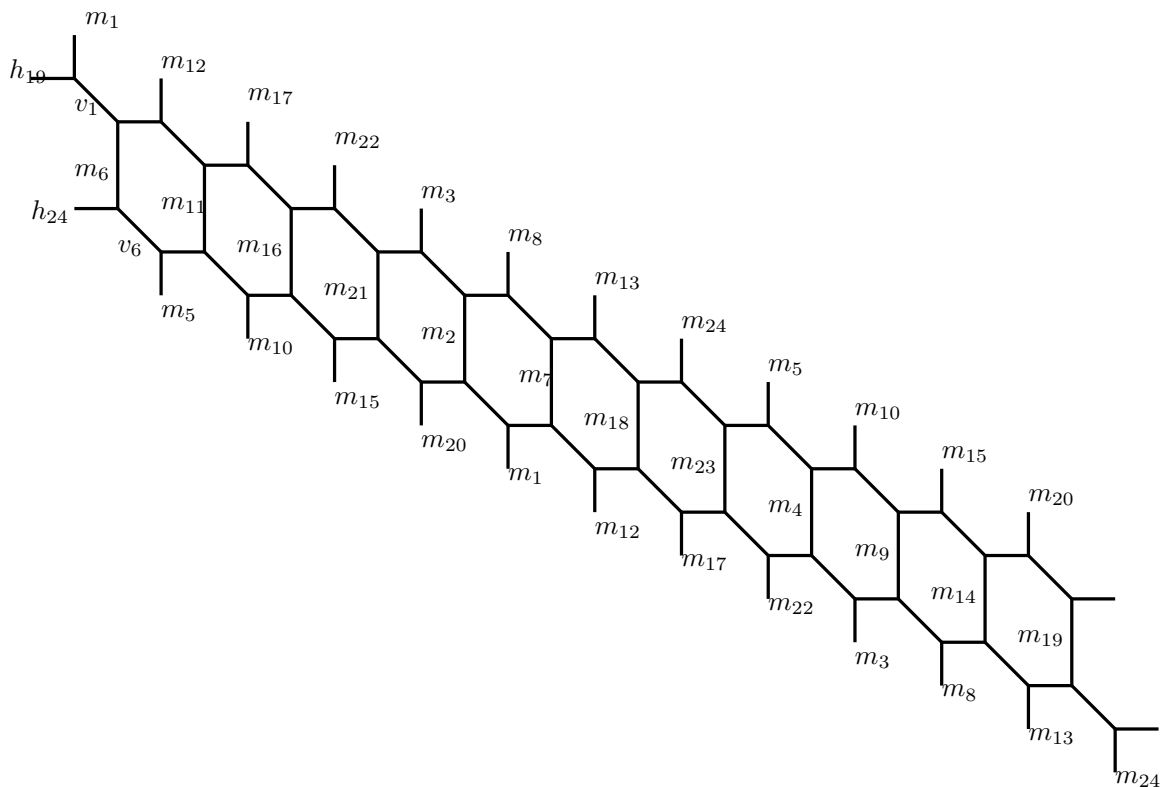 m₁
h₁₉
m₁₂
v₁
m₁₇
m₂₂
m₆
m₃
m₁₁
h₂₄
m₈
v₆
m₁₆
m₁₃
m₂₁
m₅
m₂₄
m₂
m₁₀
m₅
m₇
m₁₅
m₁₀
m₁₈
m₂₀
m₁₅
m₂₃
m₁
m₂₀
m₄
m₁₂
m₉
m₁₇
m₁₄
m₂₂
m₁₉
m₃
m₈
m₁₃
m₂₄